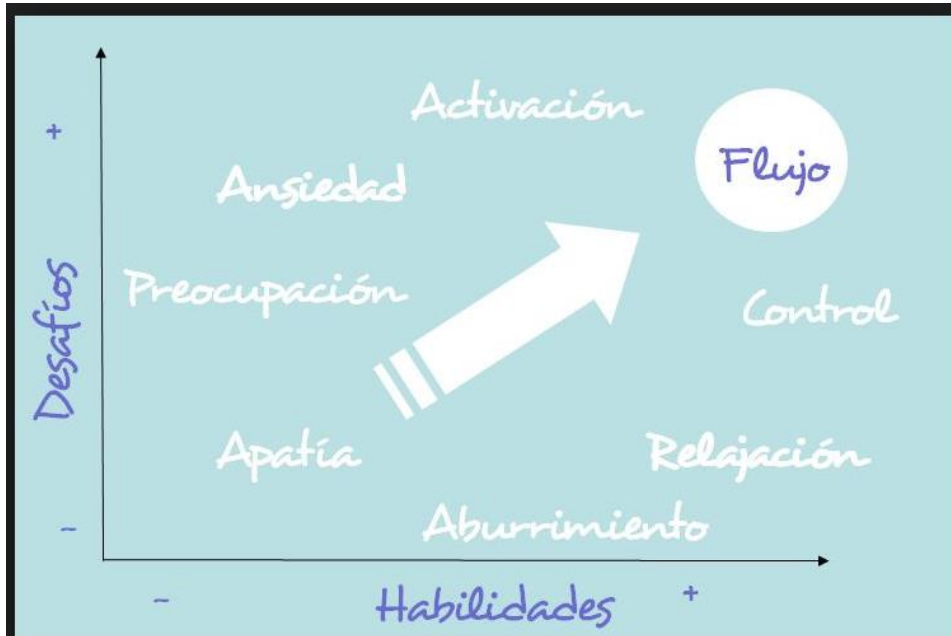 Activación
+
Flujo
Ansiedad
Preocupación
Control
Desafíos
Apatía
Relajación
Aburrimiento
-
- Habilidades +